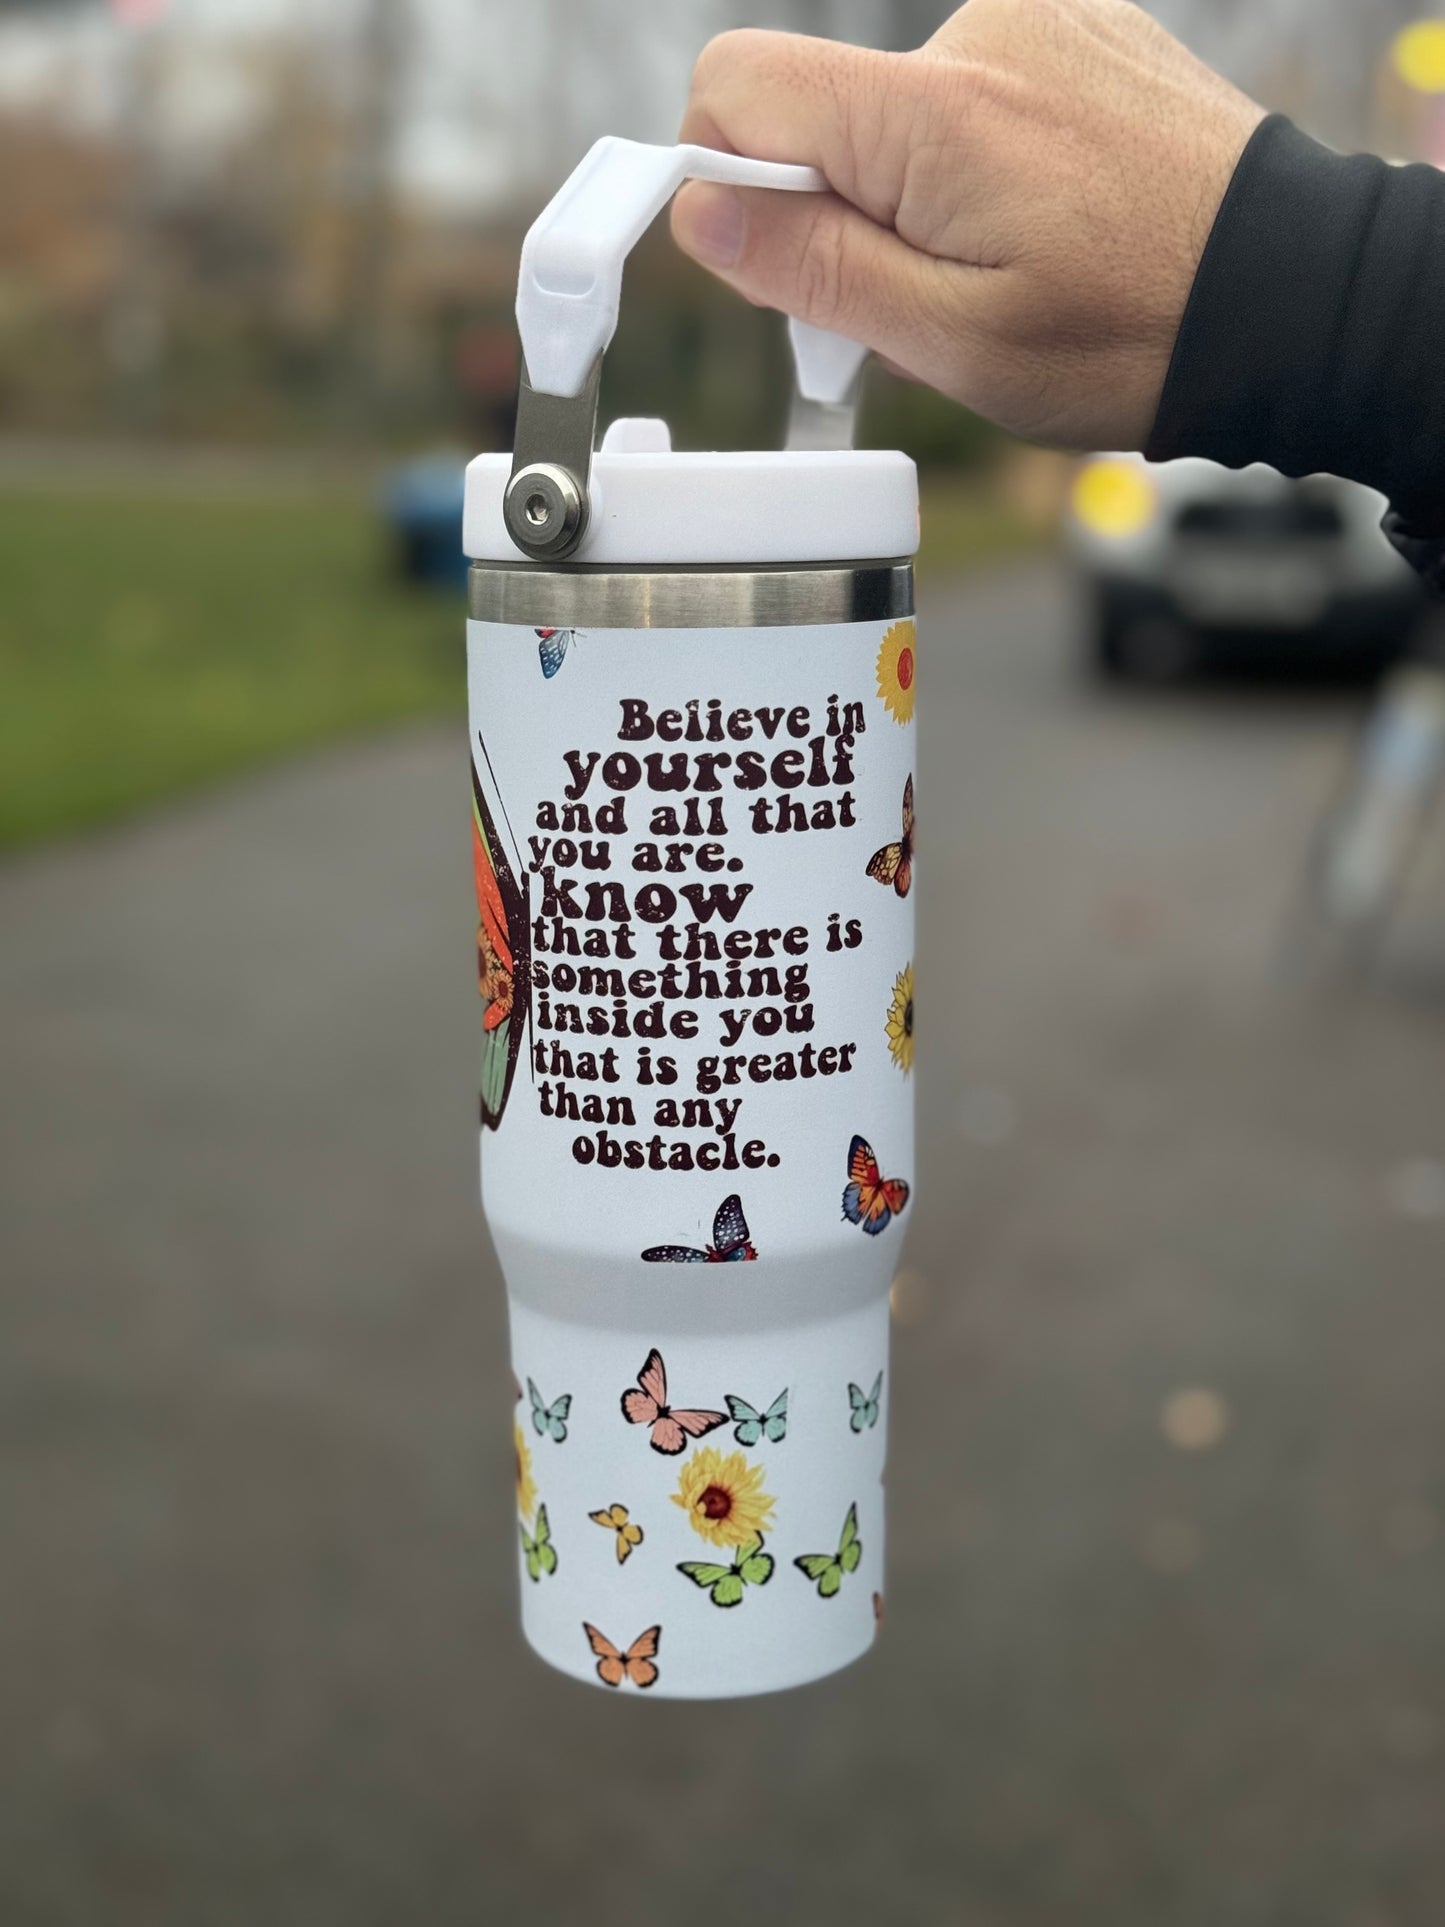 Believe in
yourself
and all that
you are.
know
that there is
something
inside you
that is greater
than any
obstacle.